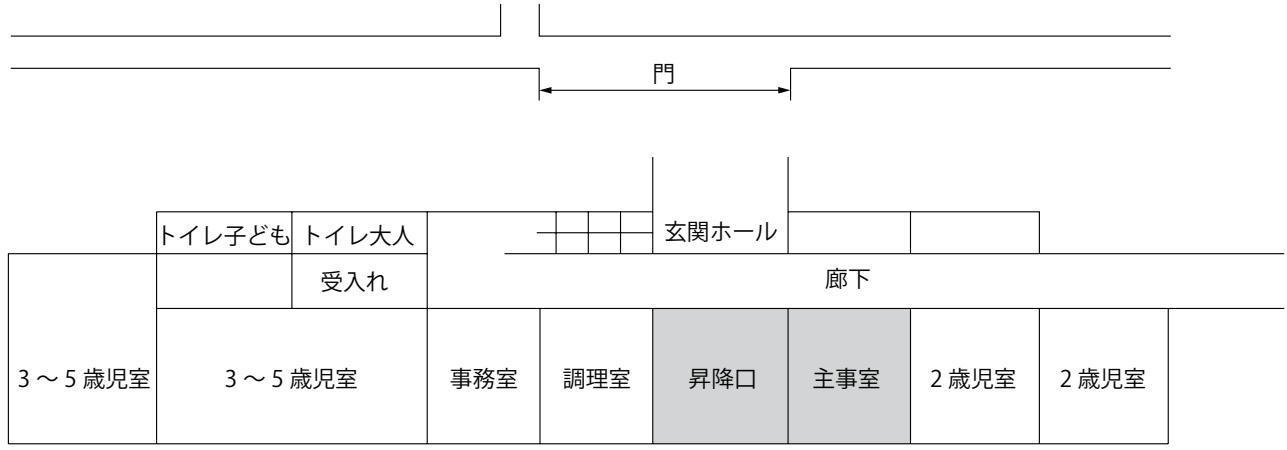 門
トイレ子ども
トイレ大人
玄関ホール
受入れ
廊下
3～5歳児室
3～5歳児室
事務室
調理室
昇降口
主事室
2歳児室
2歳児室